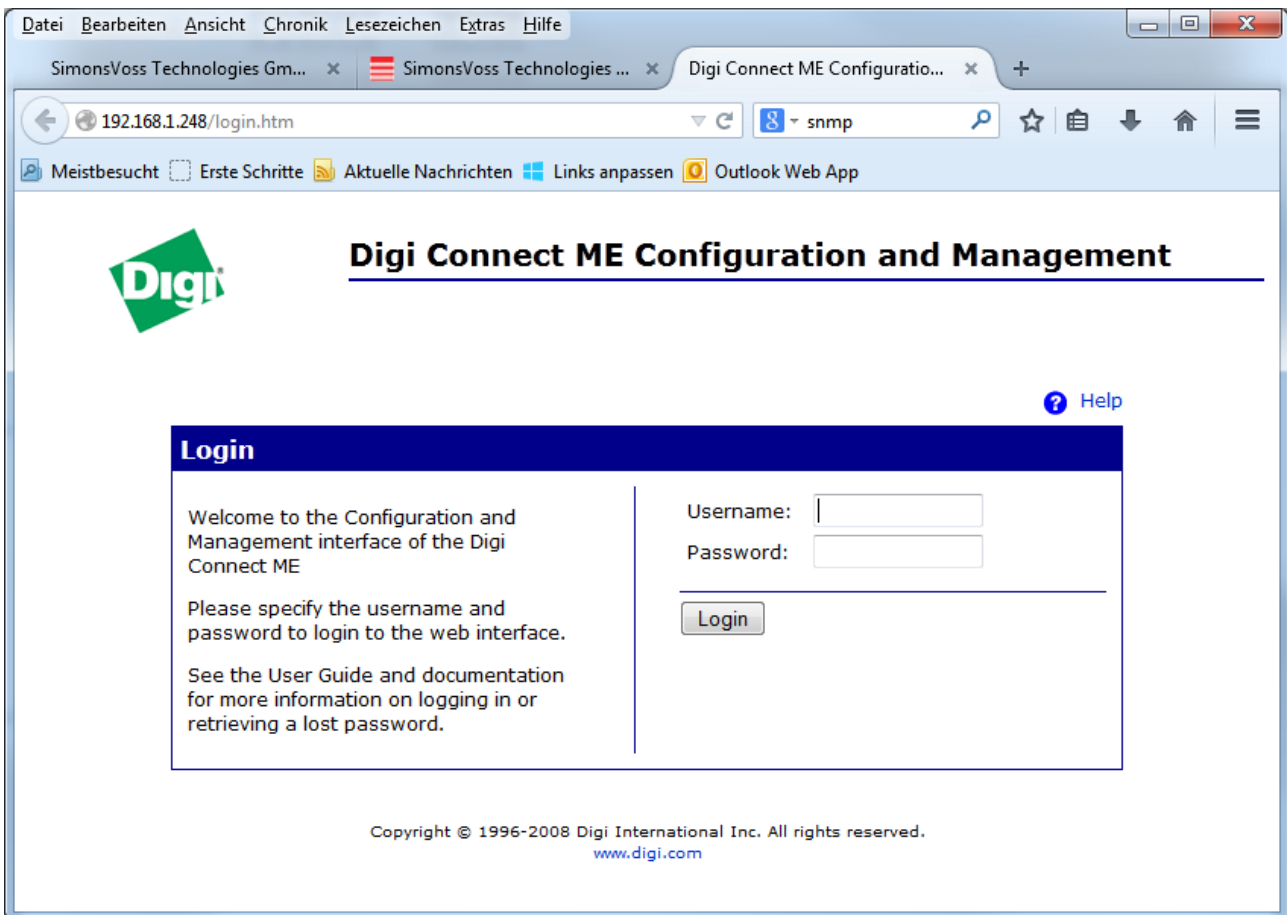 Datei Bearbeiten Ansicht Chronik Lesezeichen Extras Hilfe
SimonsVoss Technologies Gm... SimonsVoss Technologies ... Digi Connect ME Configuratio...
192.168.1.248/login.htm
8 snmp
Meistbesucht Erste Schritte Aktuelle Nachrichten Links anpassen Outlook Web App
Digi®
Digi Connect ME Configuration and Management
? Help
Login
Welcome to the Configuration and
Management interface of the Digi
Connect ME
Please specify the username and
password to login to the web interface.
See the User Guide and documentation
for more information on logging in or
retrieving a lost password.
Username:
Password:
Login
Copyright © 1996-2008 Digi International Inc. All rights reserved.
www.digi.com